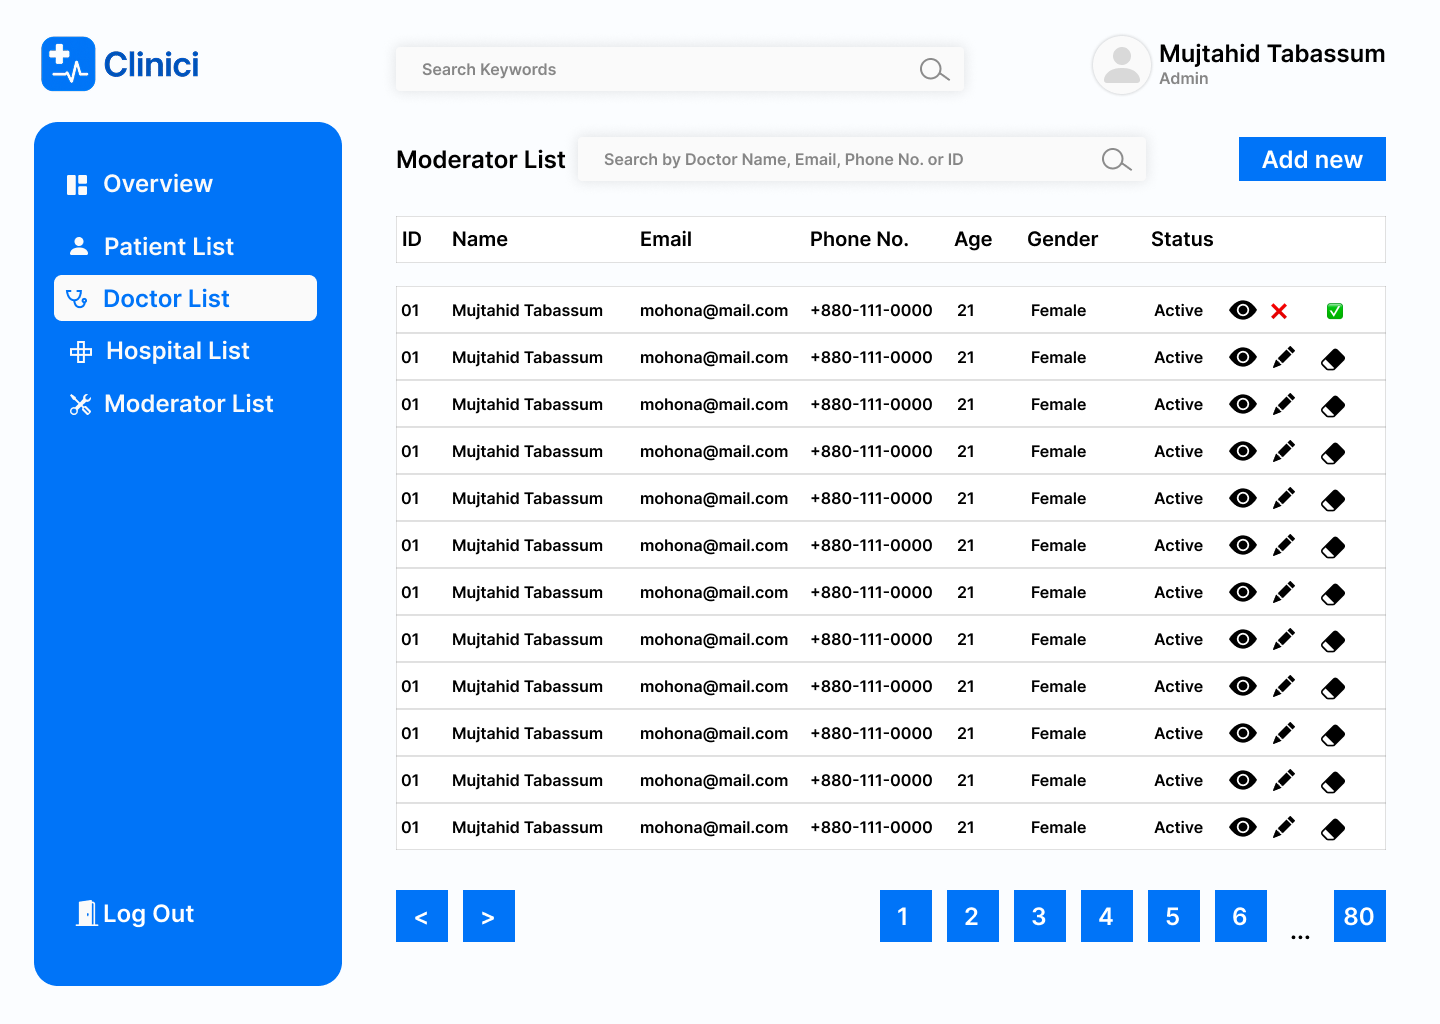 Clinici
Search Keywords
Mujtahid Tabassum
Admin
Overview
Patient List
Doctor List
Hospital List
Moderator List
Log Out
Moderator List
Search by Doctor Name, Email, Phone No. or ID
Add new
ID Name Email Phone No. Age Gender Status
01 Mujtahid Tabassum mohona@mail.com +880-111-0000 21 Female Active
01 Mujtahid Tabassum mohona@mail.com +880-111-0000 21 Female Active
01 Mujtahid Tabassum mohona@mail.com +880-111-0000 21 Female Active
01 Mujtahid Tabassum mohona@mail.com +880-111-0000 21 Female Active
01 Mujtahid Tabassum mohona@mail.com +880-111-0000 21 Female Active
01 Mujtahid Tabassum mohona@mail.com +880-111-0000 21 Female Active
01 Mujtahid Tabassum mohona@mail.com +880-111-0000 21 Female Active
01 Mujtahid Tabassum mohona@mail.com +880-111-0000 21 Female Active
01 Mujtahid Tabassum mohona@mail.com +880-111-0000 21 Female Active
01 Mujtahid Tabassum mohona@mail.com +880-111-0000 21 Female Active
01 Mujtahid Tabassum mohona@mail.com +880-111-0000 21 Female Active
01 Mujtahid Tabassum mohona@mail.com +880-111-0000 21 Female Active
< > 1 2 3 4 5 6 ... 80